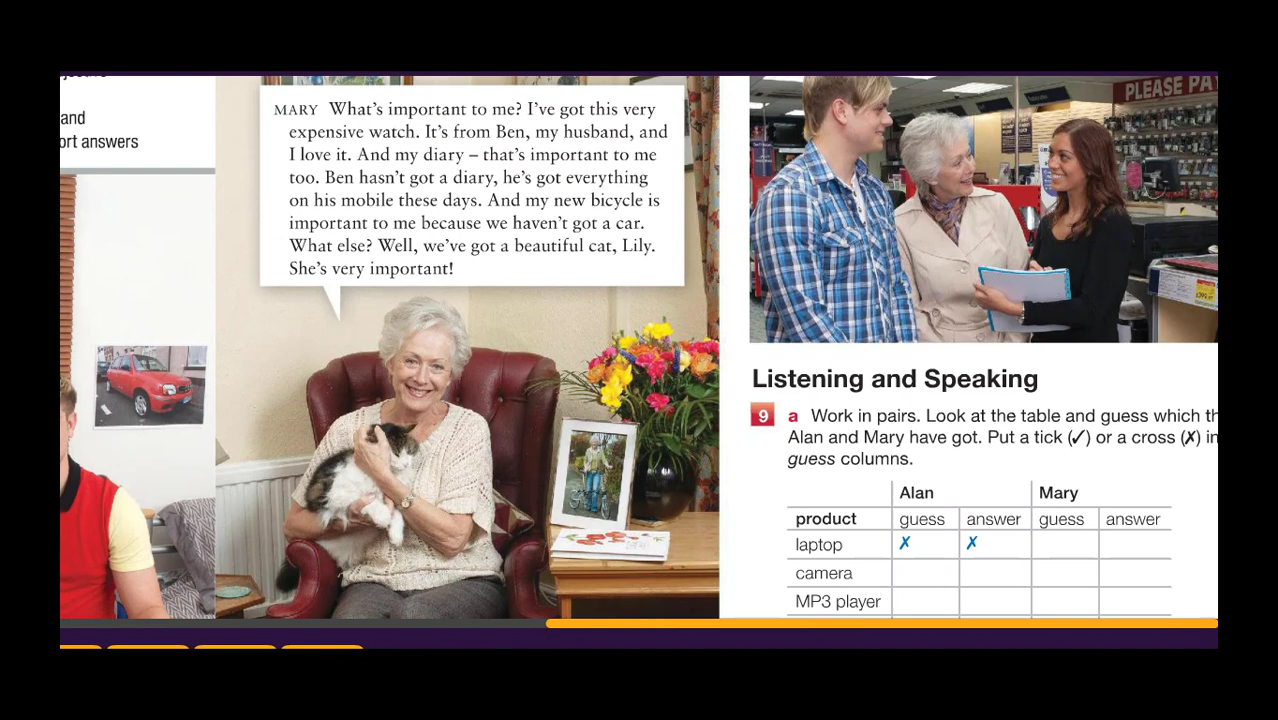 and
ort answers
MARY What's important to me? I've got this very
expensive watch. It's from Ben, my husband, and
I love it. And my diary – that's important to me
too. Ben hasn't got a diary, he's got everything
on his mobile these days. And my new bicycle is
important to me because we haven't got a car.
What else? Well, we've got a beautiful cat, Lily.
She's very important!
PLEASE PA
Listening and Speaking
9 a Work in pairs. Look at the table and guess which th
Alan and Mary have got. Put a tick (✓) or a cross (✗) in
guess columns.
Alan Mary
product guess answer guess answer
laptop ✗ ✗
camera
MP3 player